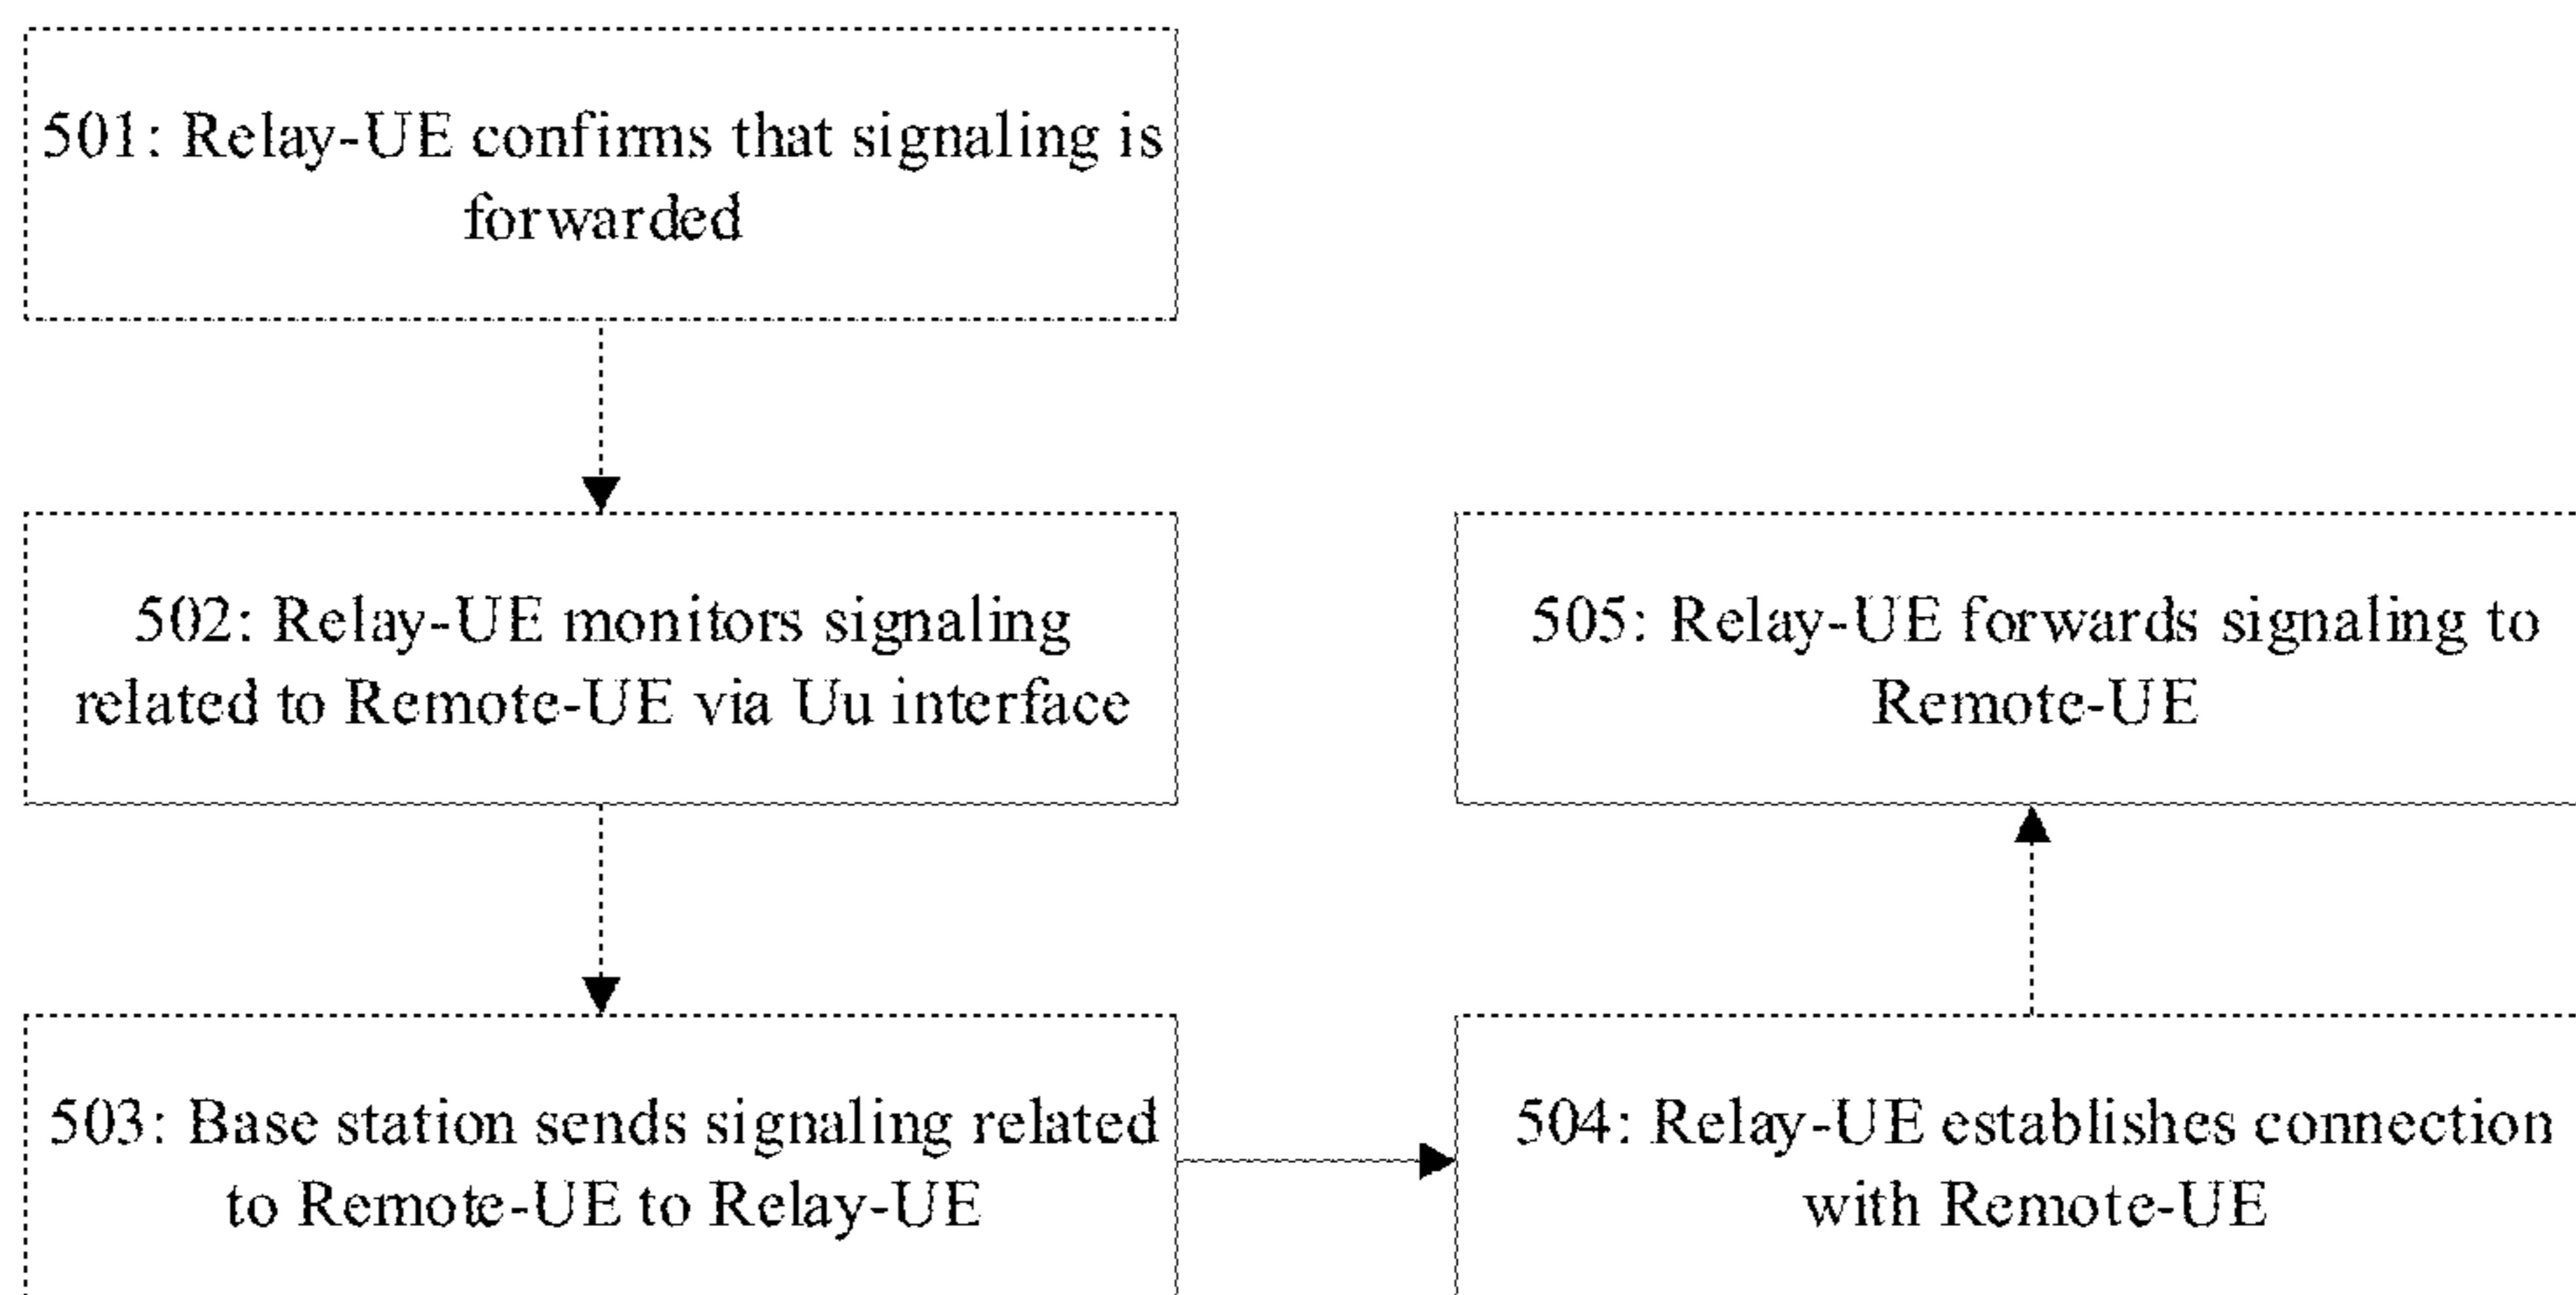 501: Relay-UE confirms that signaling is
forwarded
502: Relay-UE monitors signaling
related to Remote-UE via Uu interface
503: Base station sends signaling related
to Remote-UE to Relay-UE
504: Relay-UE establishes connection
with Remote-UE
505: Relay-UE forwards signaling to
Remote-UE